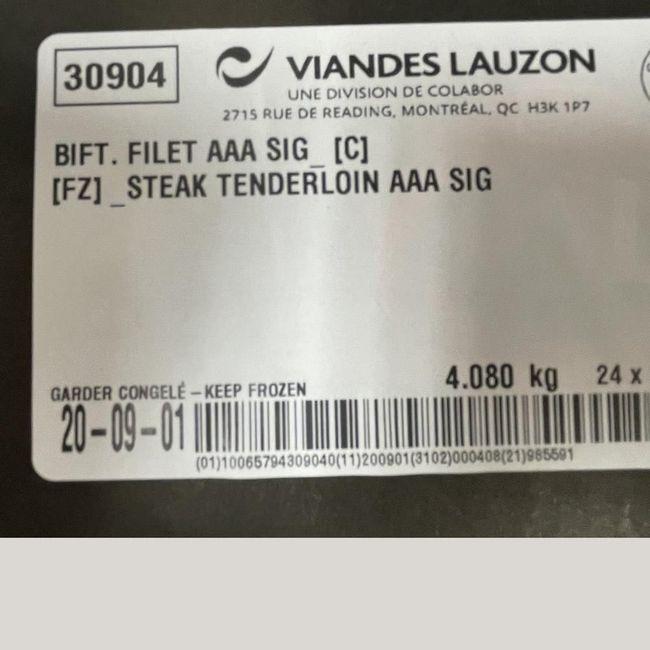 30904
VIANDES LAUZON
UNE DIVISION DE COLABOR
2715 RUE DE READING, MONTRÉAL, QC H3K 1P7
BIFT. FILET AAA SIG_ [C]
[FZ] _STEAK TENDERLOIN AAA SIG
4.080 kg 24 x
GARDER CONGELÉ – KEEP FROZEN
20-09-01
(01)10065794309040(11)200901(3102)000408(21)985591